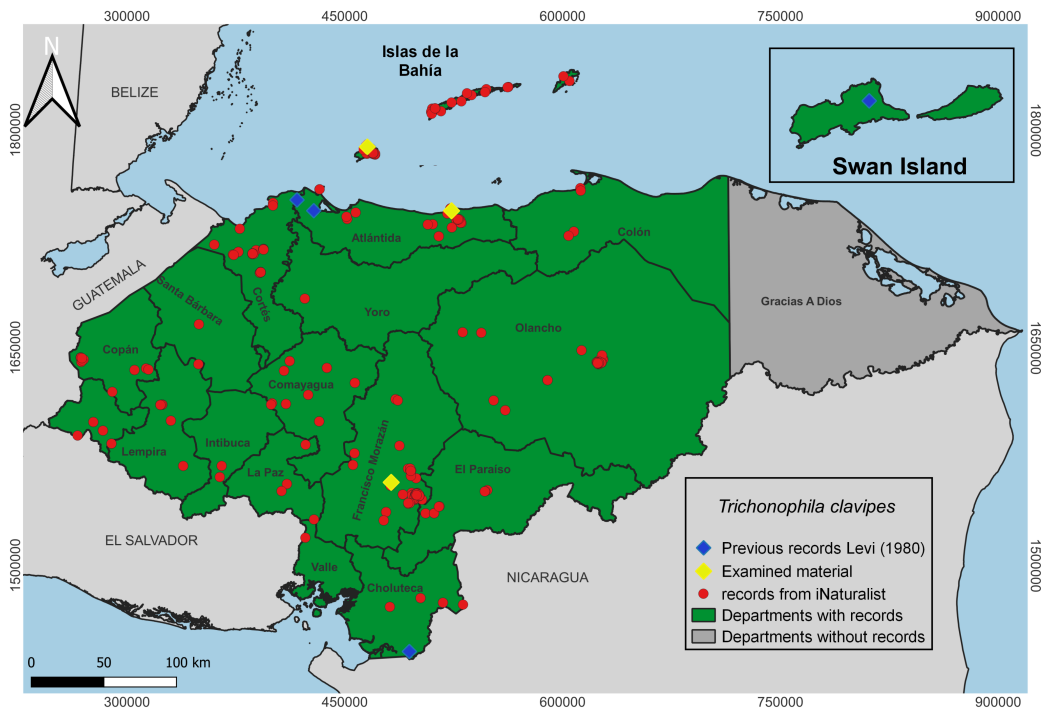 300000 450000 600000 750000 900000
N
Islas de la
Bahía
BELIZE
1800000
1800000
Swan Island
Atlántida
Colón
GUATEMALA
Santa Bárbara
Cortés
Yoro
Gracias A Dios
Olancho
1650000
1650000
Copán
Comayagua
Francisco Morazán
Intibuca
Lempira
La Paz
El Paraíso
Trichonophila clavipes
EL SALVADOR
Previous records Levi (1980)
1500000
1500000
Valle
NICARAGUA
Examined material
Choluteca
records from iNaturalist
Departments with records
Departments without records
0 50 100 km
300000 450000 600000 750000 900000